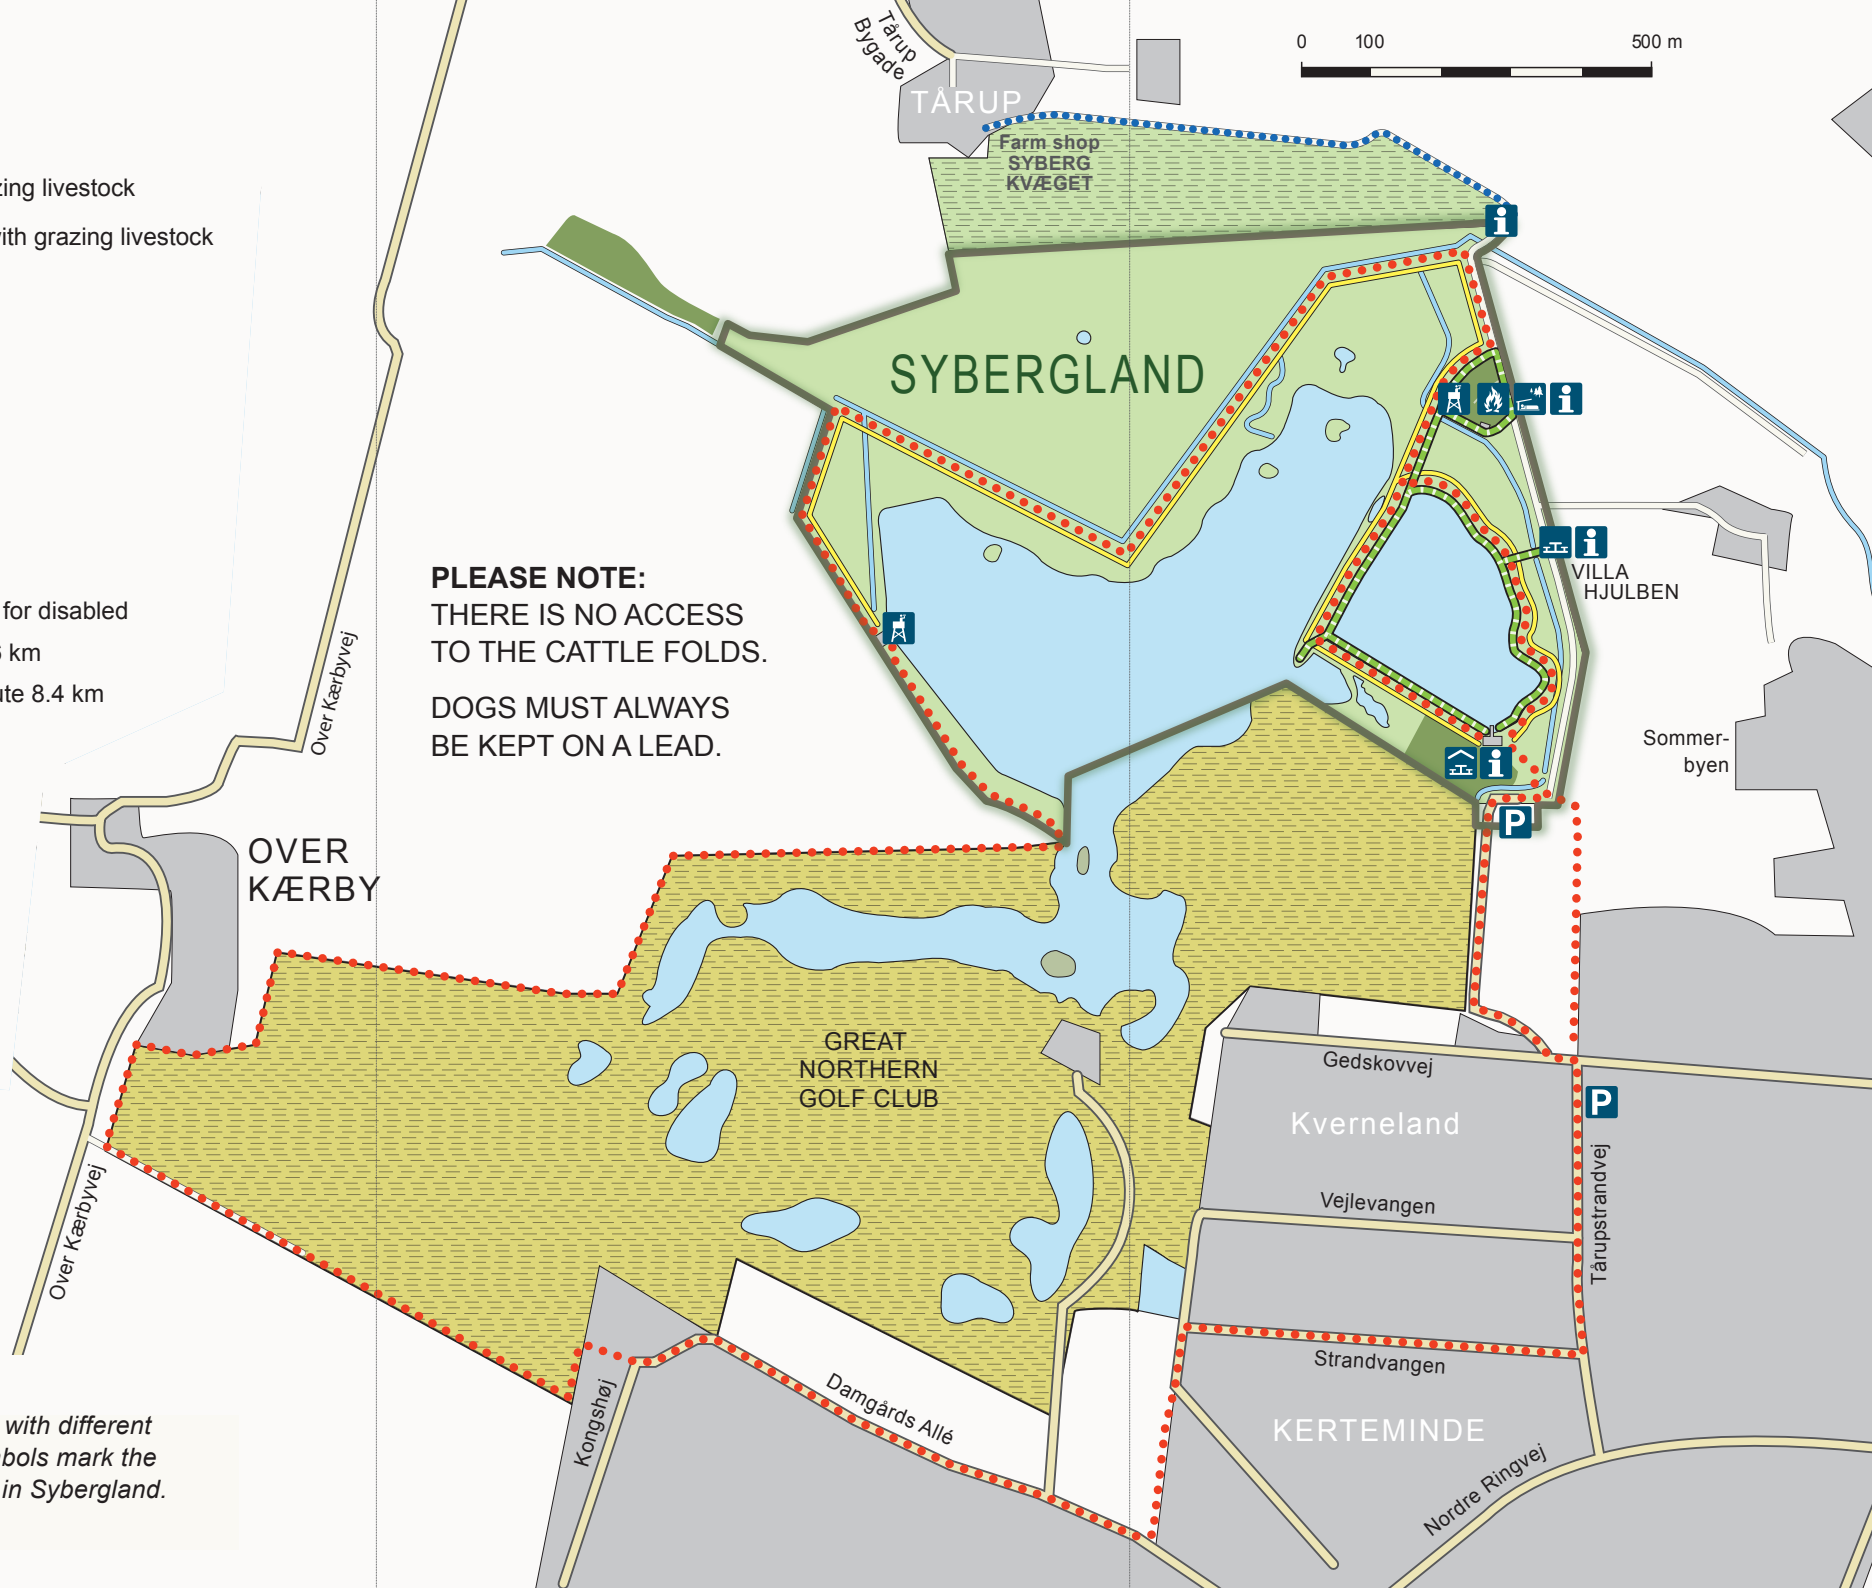 0 100 500 m
Tårup
Bygade
TÅRUP
Farm shop
SYBERG
KVÆGET
zing livestock
with grazing livestock
SYBERGLAND
PLEASE NOTE:
THERE IS NO ACCESS
TO THE CATTLE FOLDS.
DOGS MUST ALWAYS
BE KEPT ON A LEAD.
VILLA
HJULBEN
for disabled
km
ute 8.4 km
Over Kærbyvej
Sommer-
byen
P
OVER
KÆRBY
GREAT
NORTHERN
GOLF CLUB
Gedskovvej
P
Kverneland
Tårupstrandvej
Over Kærbyvej
Vejlevangen
Strandvangen
Kongshøj
Damgårds Allé
KERTEMINDE
Nordre Ringvej
with different
bols mark the
in Sybergland.